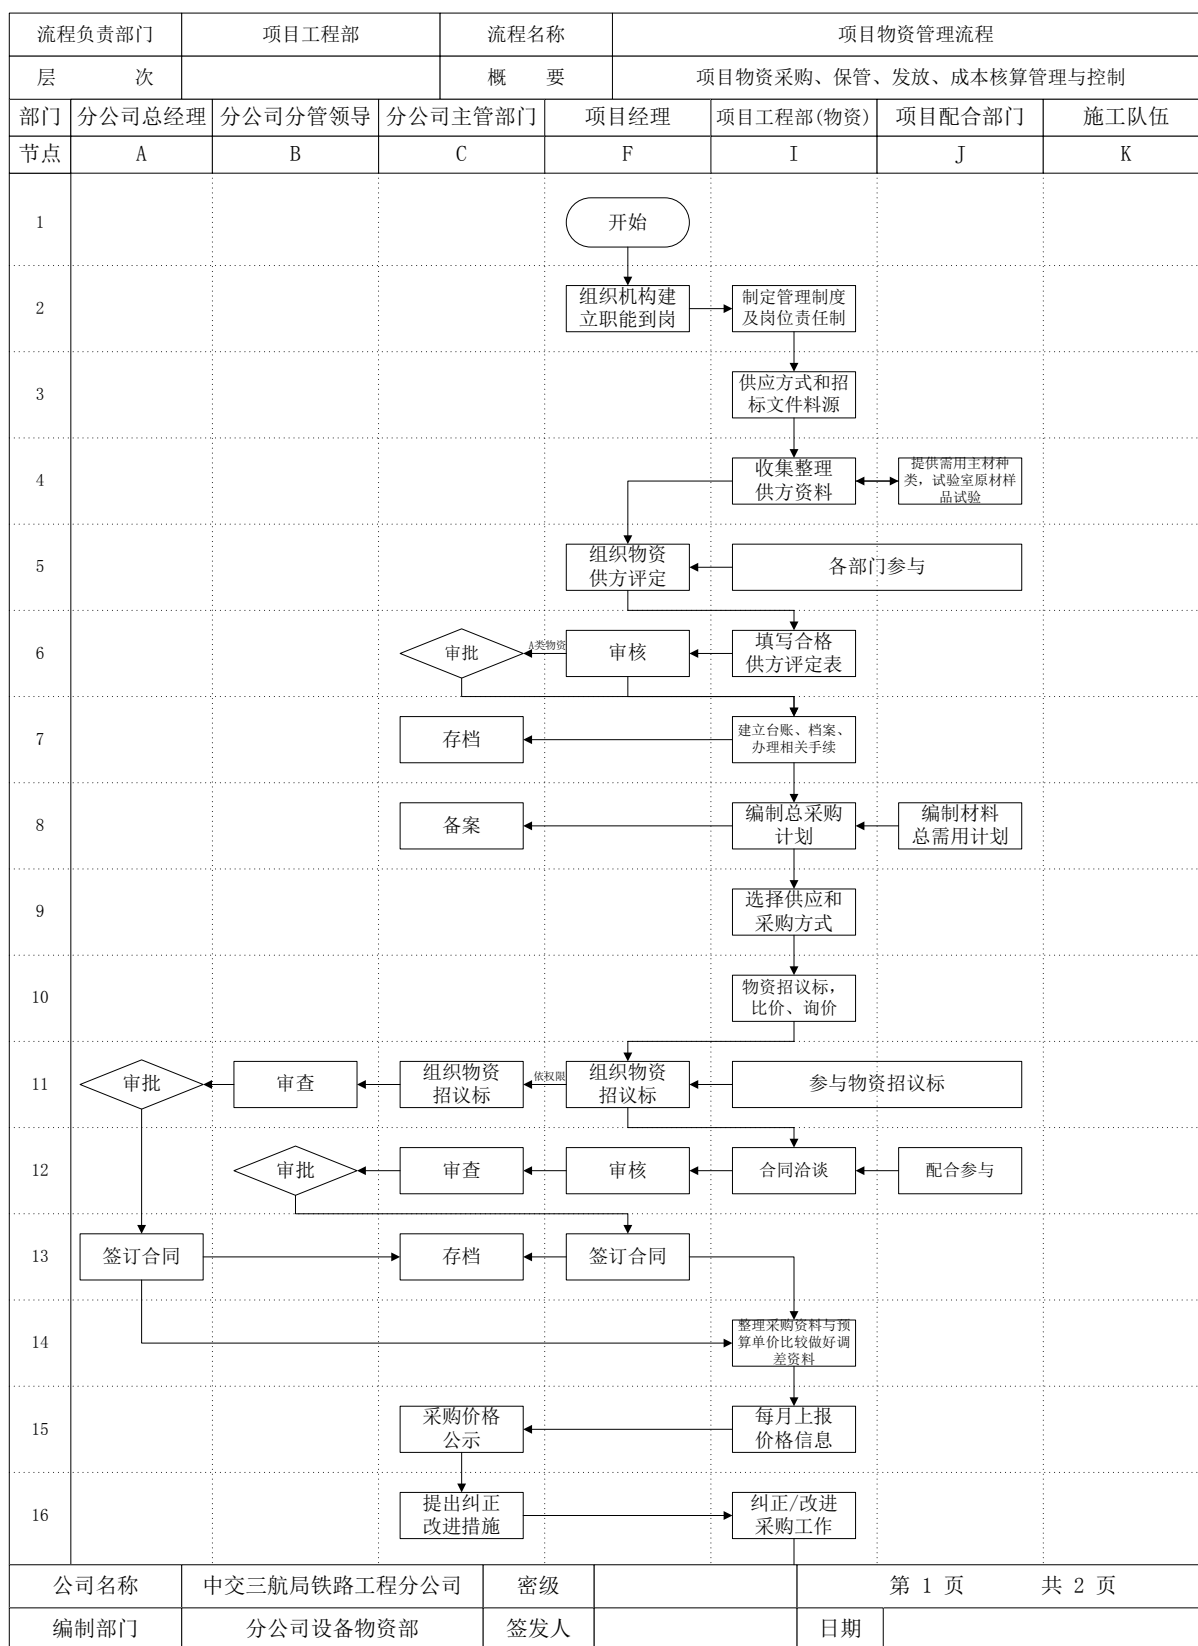 流程负责部门 项目工程部 流程名称 项目物资管理流程
层 次 概 要 项目物资采购、保管、发放、成本核算管理与控制
部门 分公司总经理 分公司分管领导 分公司主管部门 项目经理 项目工程部(物资) 项目配合部门 施工队伍
节点 A B C F I J K
1
开始
2
组织机构建
立职能到岗
制定管理制度
及岗位责任制
3
供应方式和招
标文件料源
4
收集整理
供方资料
提供需用主材种
类，试验室原材样
品试验
5
组织物资
供方评定
各部门参与
6
审批
A类物资
审核
填写合格
供方评定表
7
存档
建立台账、档案、
办理相关手续
8
备案
编制总采购
计划
编制材料
总需用计划
9
选择供应和
采购方式
10
物资招议标，
比价、询价
11
审批
审查
组织物资
招议标
依权限
组织物资
招议标
参与物资招议标
12
审批
审查
审核
合同洽谈
配合参与
13
签订合同
存档
签订合同
14
整理采购资料与预
算单价比较做好调
差资料
15
采购价格
公示
每月上报
价格信息
16
提出纠正
改进措施
纠正/改进
采购工作
公司名称 中交三航局铁路工程分公司 密级 第 1 页 共 2 页
编制部门 分公司设备物资部 签发人 日期